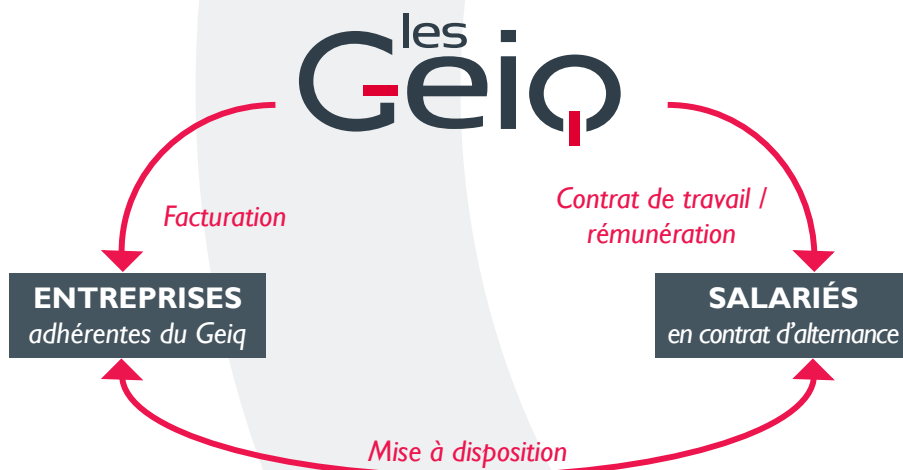 les
Geiq
Facturation
Contrat de travail /
rémunération
ENTREPRISES
adhérentes du Geiq
SALARIÉS
en contrat d'alternance
Mise à disposition